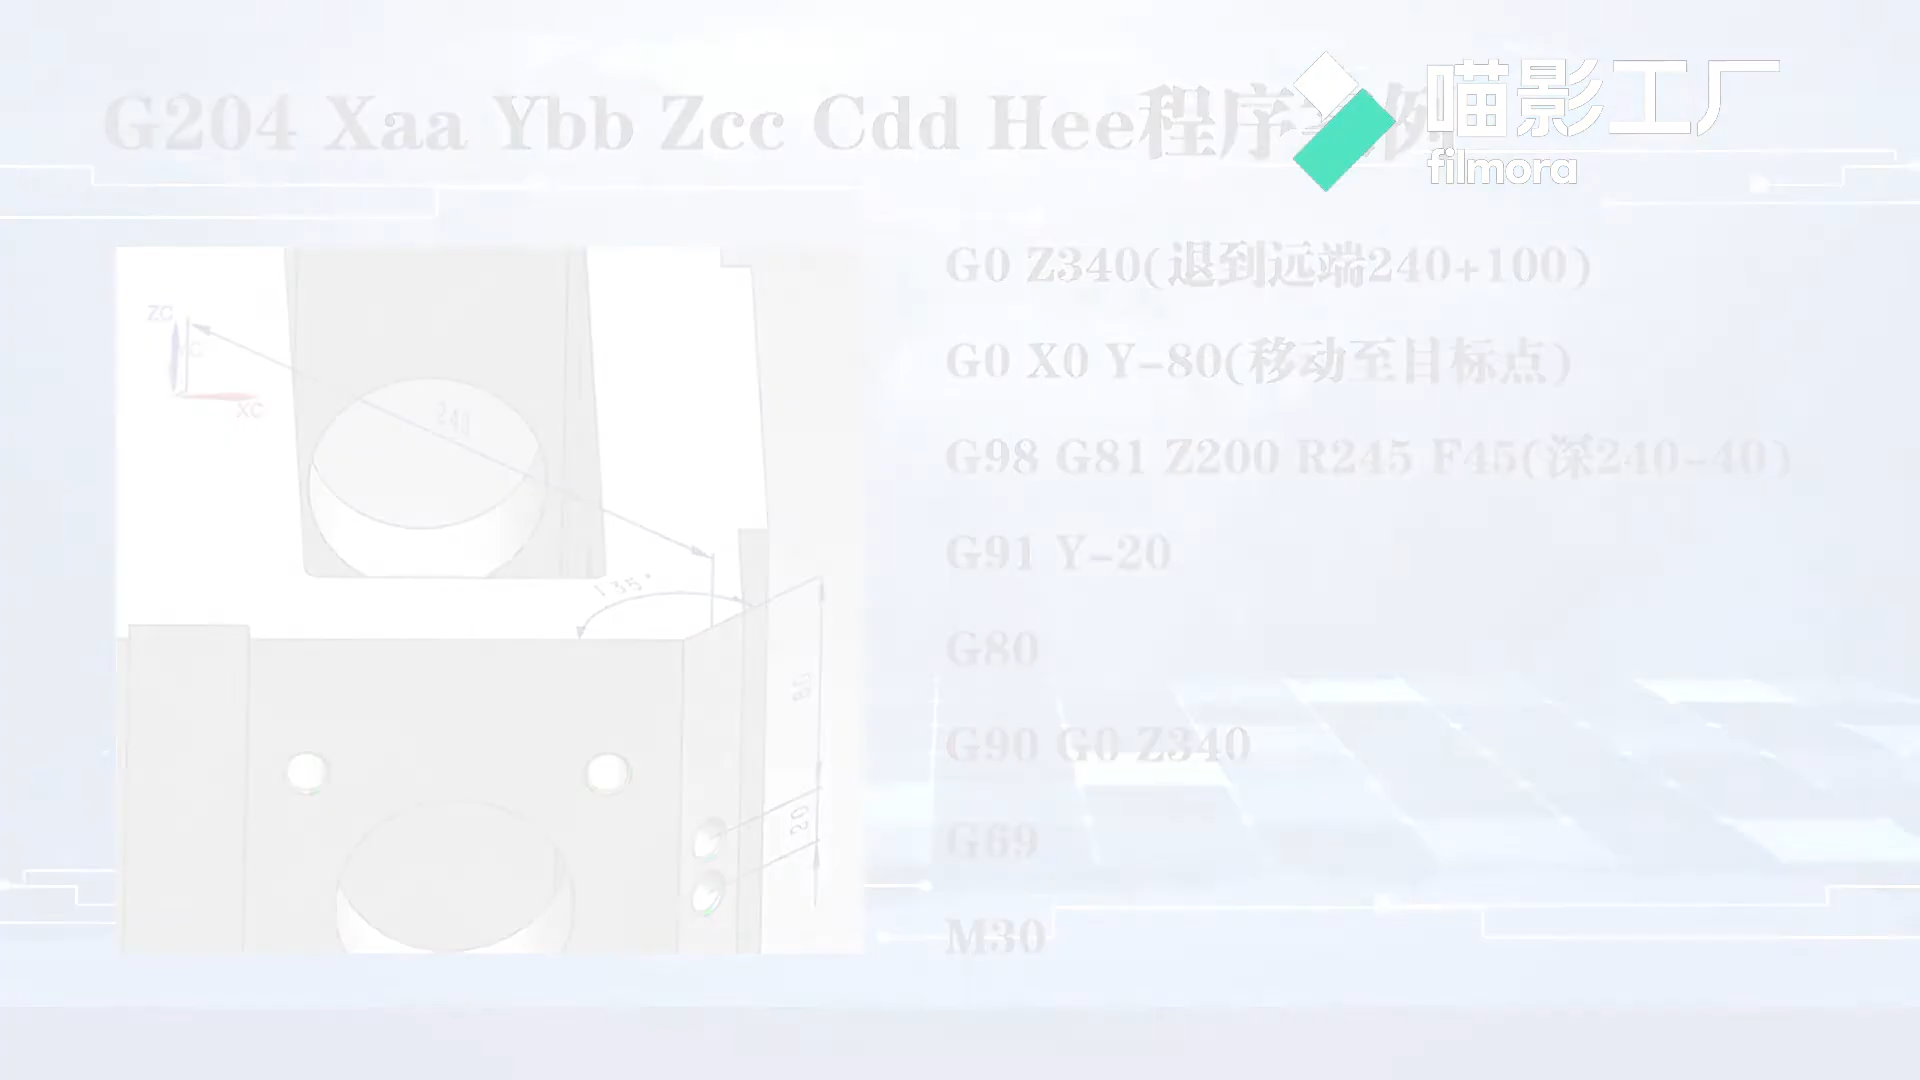 G204 Xaa Ybb Zcc Cdd Hee程序 例
喵影工厂
filmora
G0 Z340(退到远端240+100)
G0 X0 Y-80(移动至目标点)
G98 G81 Z200 R245 F45(深240-40)
G91 Y-20
G80
G90 G0 Z340
G69
M30
ZC
YC
XC
240
135°
80
20